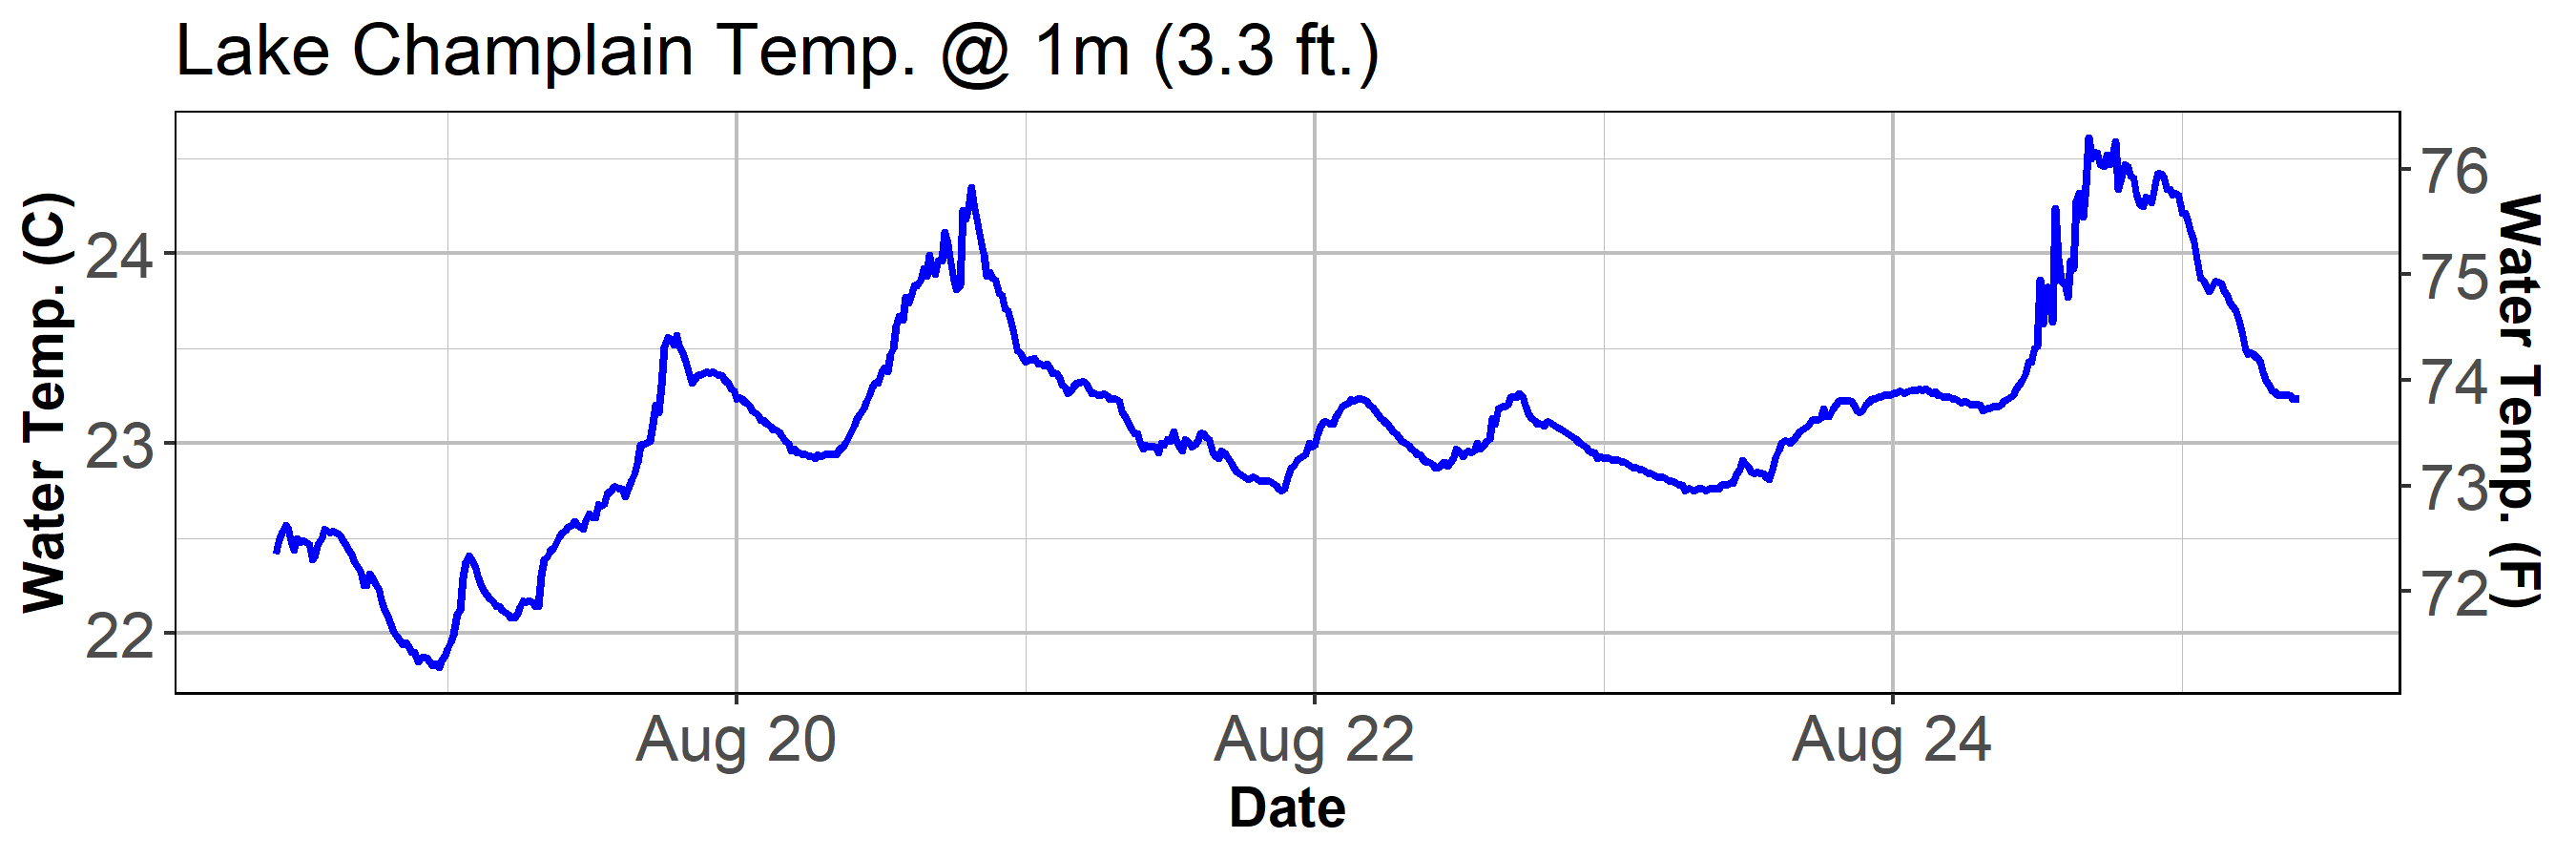 Lake Champlain Temp. @ 1m (3.3 ft.)
Water Temp. (C)
24
23
22
76
75
74
73
72
Water Temp. (F)
Aug 20 Aug 22 Aug 24
Date